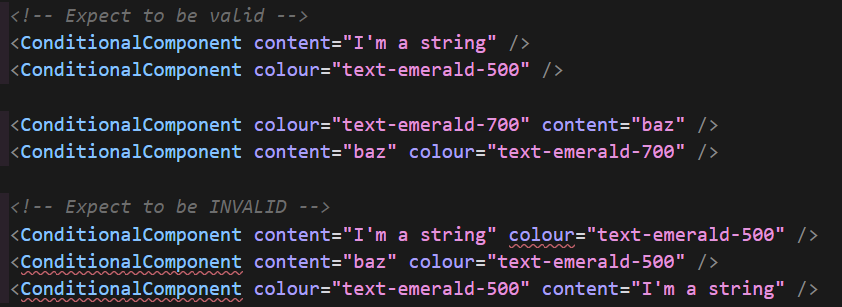 <!-- Expect to be valid -->
<ConditionalComponent content="I'm a string" />
<ConditionalComponent colour="text-emerald-500" />
<ConditionalComponent colour="text-emerald-700" content="baz" />
<ConditionalComponent content="baz" colour="text-emerald-700" />
<!-- Expect to be INVALID -->
<ConditionalComponent content="I'm a string" colour="text-emerald-500" />
<ConditionalComponent content="baz" colour="text-emerald-500" />
<ConditionalComponent colour="text-emerald-500" content="I'm a string" />